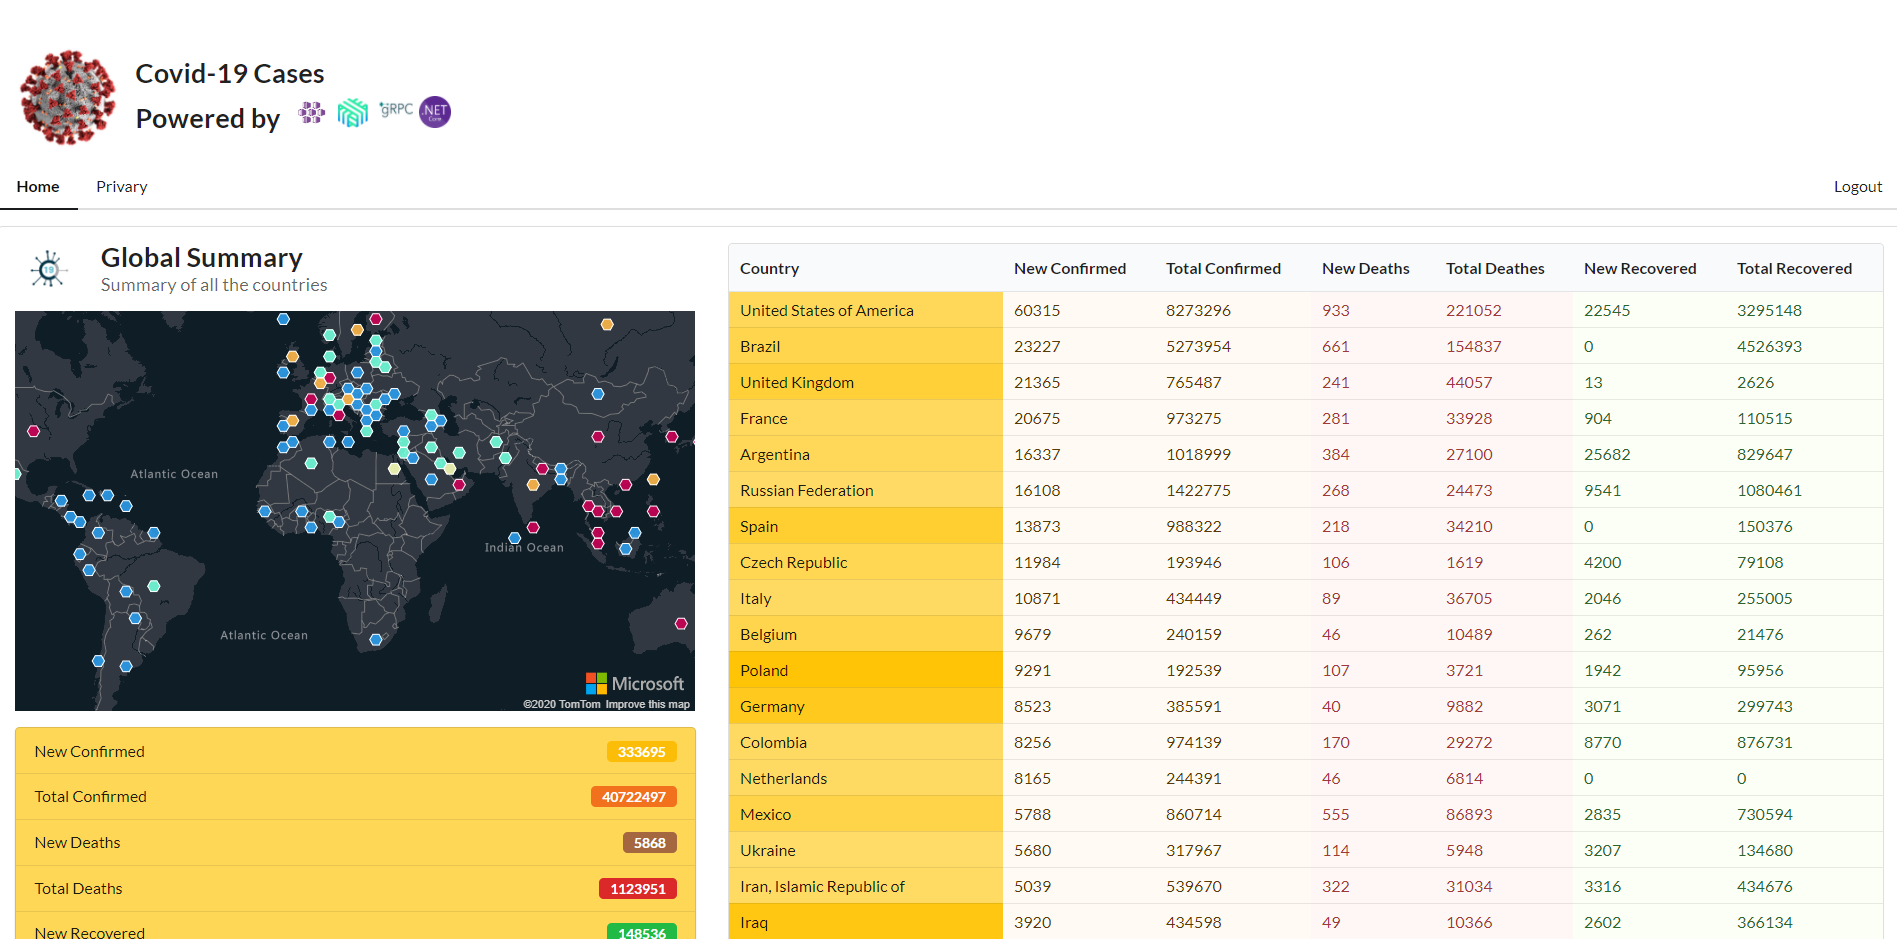 Covid-19 Cases
Powered by gRPC .NET Core
Home Privary Logout
19
Global Summary
Summary of all the countries
Atlantic Ocean
Indian Ocean
Atlantic Ocean
Microsoft
©2020 TomTom Improve this map
New Confirmed 333695
Total Confirmed 40722497
New Deaths 5868
Total Deaths 1123951
New Recovered 148536
Country New Confirmed Total Confirmed New Deaths Total Deathes New Recovered Total Recovered
United States of America 60315 8273296 933 221052 22545 3295148
Brazil 23227 5273954 661 154837 0 4526393
United Kingdom 21365 765487 241 44057 13 2626
France 20675 973275 281 33928 904 110515
Argentina 16337 1018999 384 27100 25682 829647
Russian Federation 16108 1422775 268 24473 9541 1080461
Spain 13873 988322 218 34210 0 150376
Czech Republic 11984 193946 106 1619 4200 79108
Italy 10871 434449 89 36705 2046 255005
Belgium 9679 240159 46 10489 262 21476
Poland 9291 192539 107 3721 1942 95956
Germany 8523 385591 40 9882 3071 299743
Colombia 8256 974139 170 29272 8770 876731
Netherlands 8165 244391 46 6814 0 0
Mexico 5788 860714 555 86893 2835 730594
Ukraine 5680 317967 114 5948 3207 134680
Iran, Islamic Republic of 5039 539670 322 31034 3316 434676
Iraq 3920 434598 49 10366 2602 366134